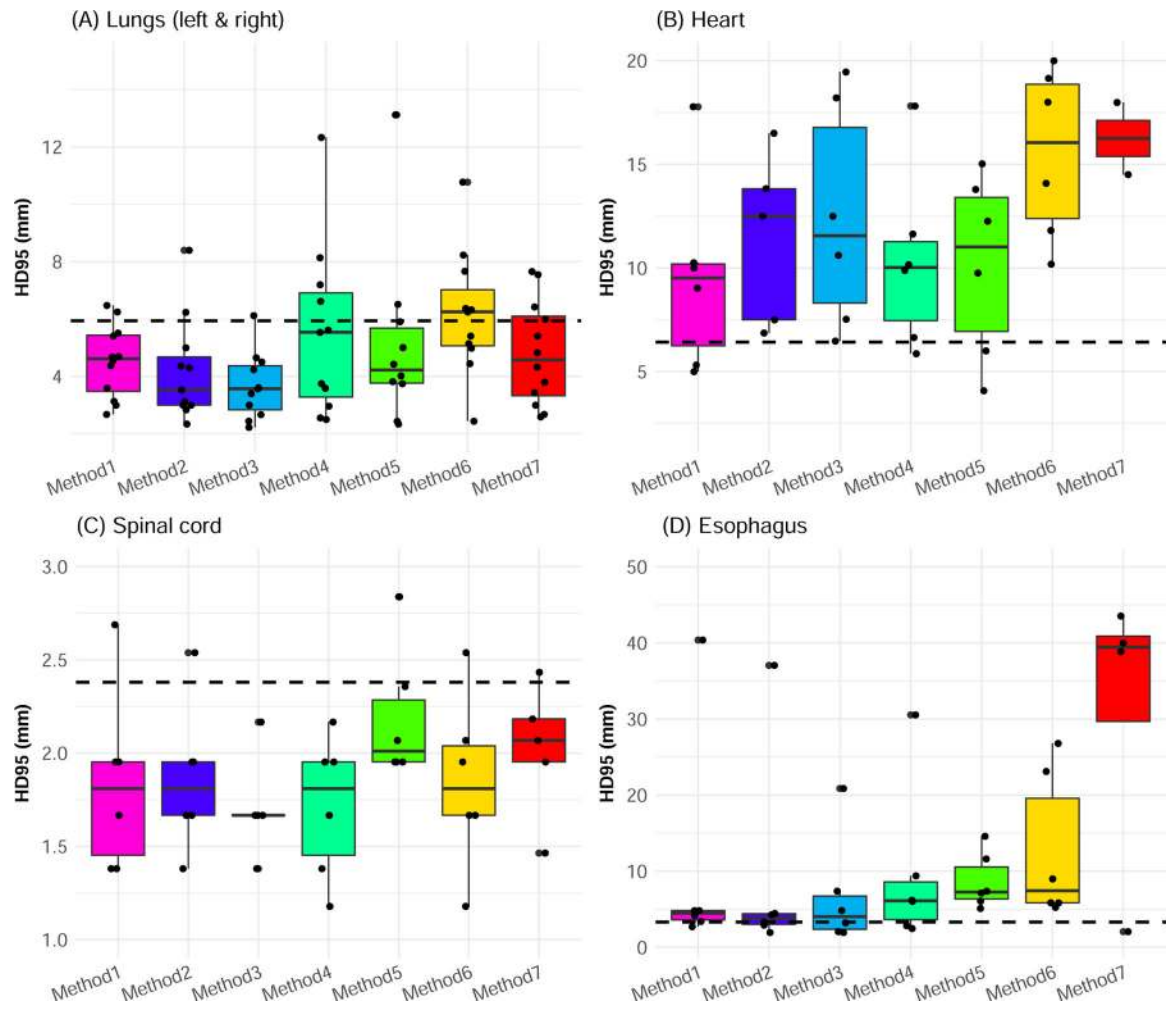 (A) Lungs (left & right)
HD95 (mm)
12
8
4
Method1 Method2 Method3 Method4 Method5 Method6 Method7
(B) Heart
HD95 (mm)
20
15
10
5
Method1 Method2 Method3 Method4 Method5 Method6 Method7
(C) Spinal cord
HD95 (mm)
3.0
2.5
2.0
1.5
1.0
Method1 Method2 Method3 Method4 Method5 Method6 Method7
(D) Esophagus
HD95 (mm)
50
40
30
20
10
0
Method1 Method2 Method3 Method4 Method5 Method6 Method7